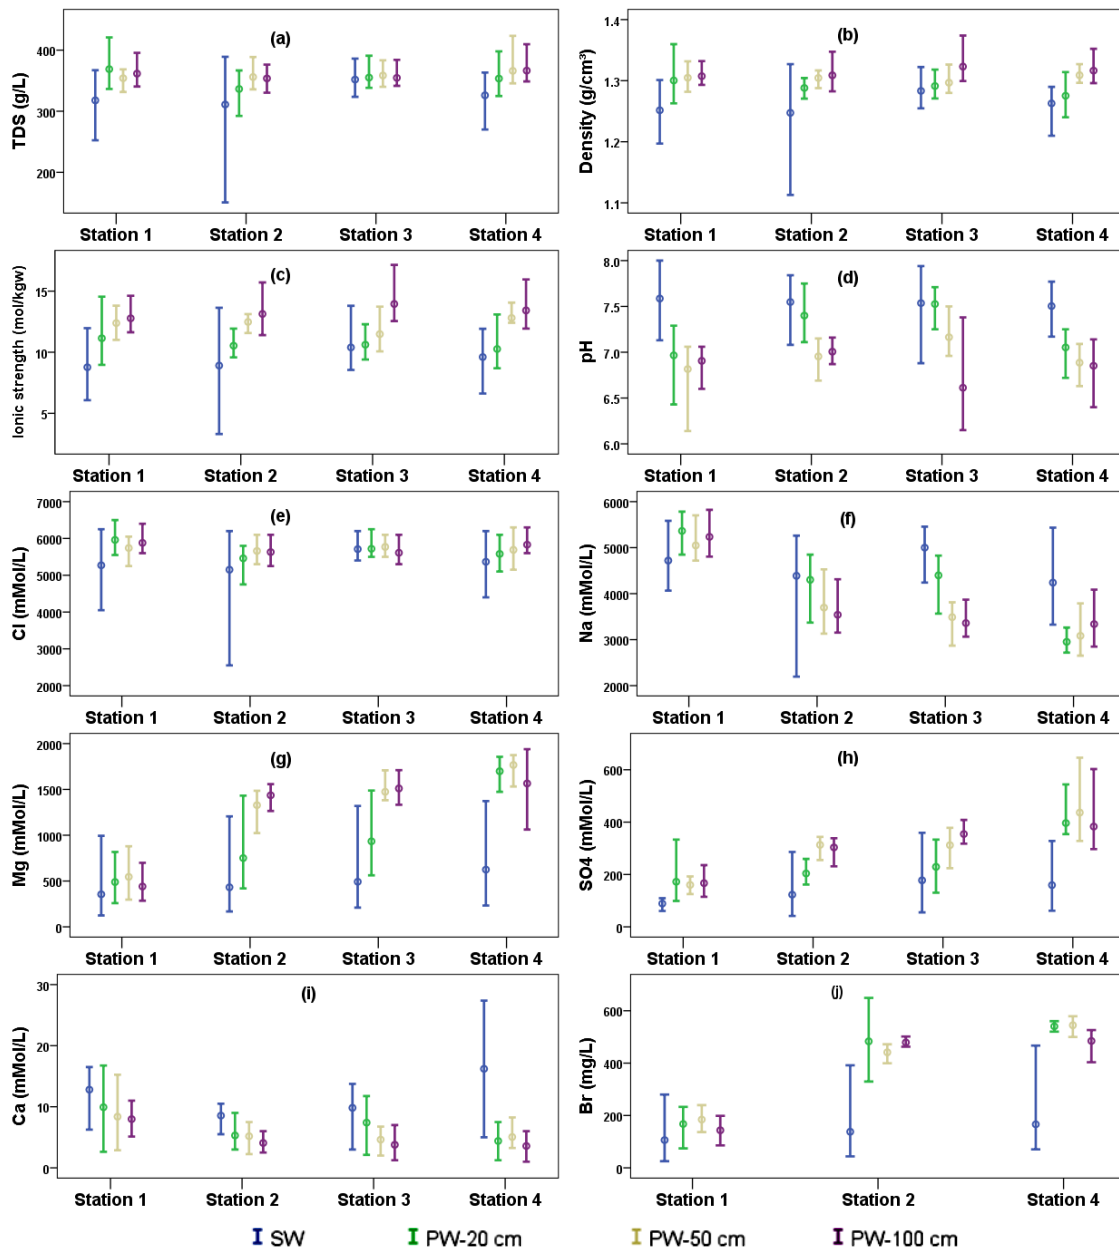 (a)
TDS (g/L)
400
300
200
Station 1 Station 2 Station 3 Station 4
(b)
Density (g/cm³)
1.4
1.3
1.2
1.1
Station 1 Station 2 Station 3 Station 4
(c)
Ionic strength (mol/kgw)
15
10
5
Station 1 Station 2 Station 3 Station 4
(d)
pH
8.0
7.5
7.0
6.5
6.0
Station 1 Station 2 Station 3 Station 4
(e)
Cl (mMol/L)
7000
6000
5000
4000
3000
2000
Station 1 Station 2 Station 3 Station 4
(f)
Na (mMol/L)
6000
5000
4000
3000
2000
Station 1 Station 2 Station 3 Station 4
(g)
Mg (mMol/L)
2000
1500
1000
500
0
Station 1 Station 2 Station 3 Station 4
(h)
SO4 (mMol/L)
600
400
200
0
Station 1 Station 2 Station 3 Station 4
(i)
Ca (mMol/L)
30
20
10
0
Station 1 Station 2 Station 3 Station 4
(j)
Br (mg/L)
600
400
200
0
Station 1 Station 2 Station 4
SW PW-20 cm PW-50 cm PW-100 cm